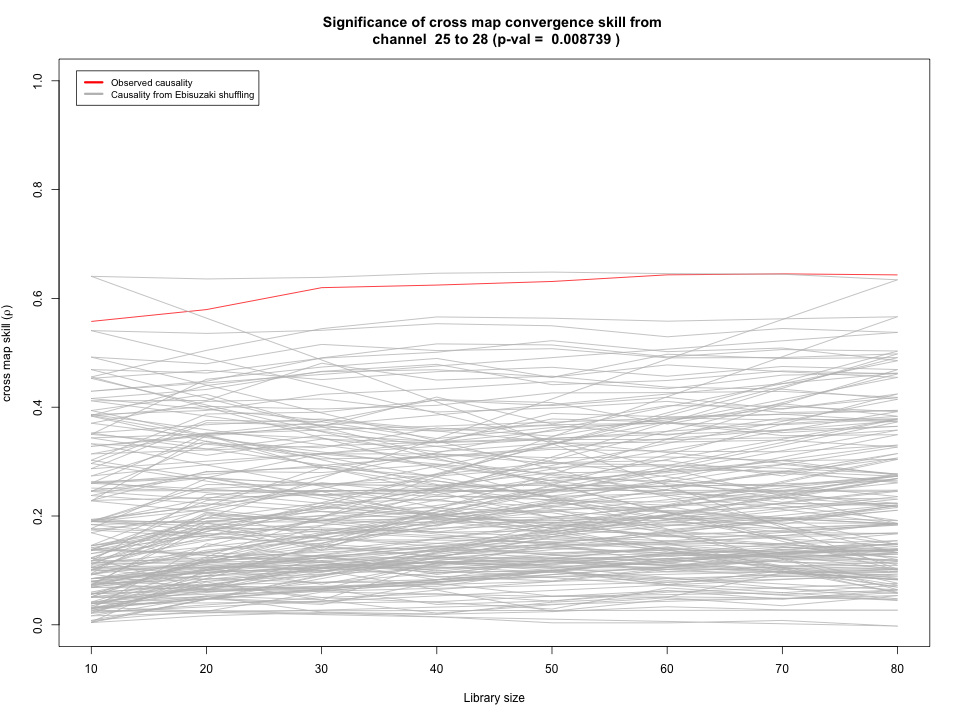 Significance of cross map convergence skill from
channel  25 to 28 (p-val =  0.008739 )
Observed causality
Causality from Ebisuzaki shuffling
cross map skill (ρ)
1.0
0.8
0.6
0.4
0.2
0.0
10 20 30 40 50 60 70 80
Library size